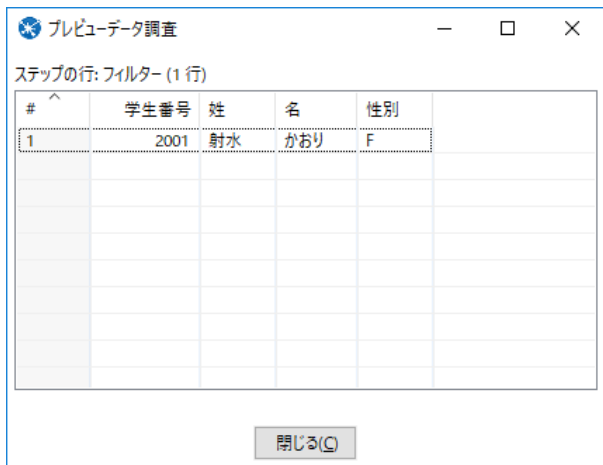 プレビューデータ調査
ステップの行: フィルター (1 行)
# 学生番号 姓 名 性別
1 2001 射水 かおり F
閉じる(C)